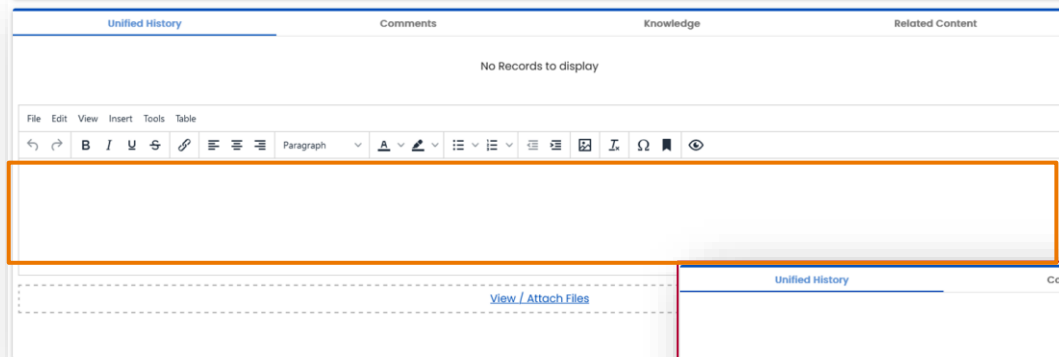 Unified History Comments Knowledge Related Content
No Records to display
File Edit View Insert Tools Table
B I U S Paragraph A Ω
View / Attach Files
Unified History